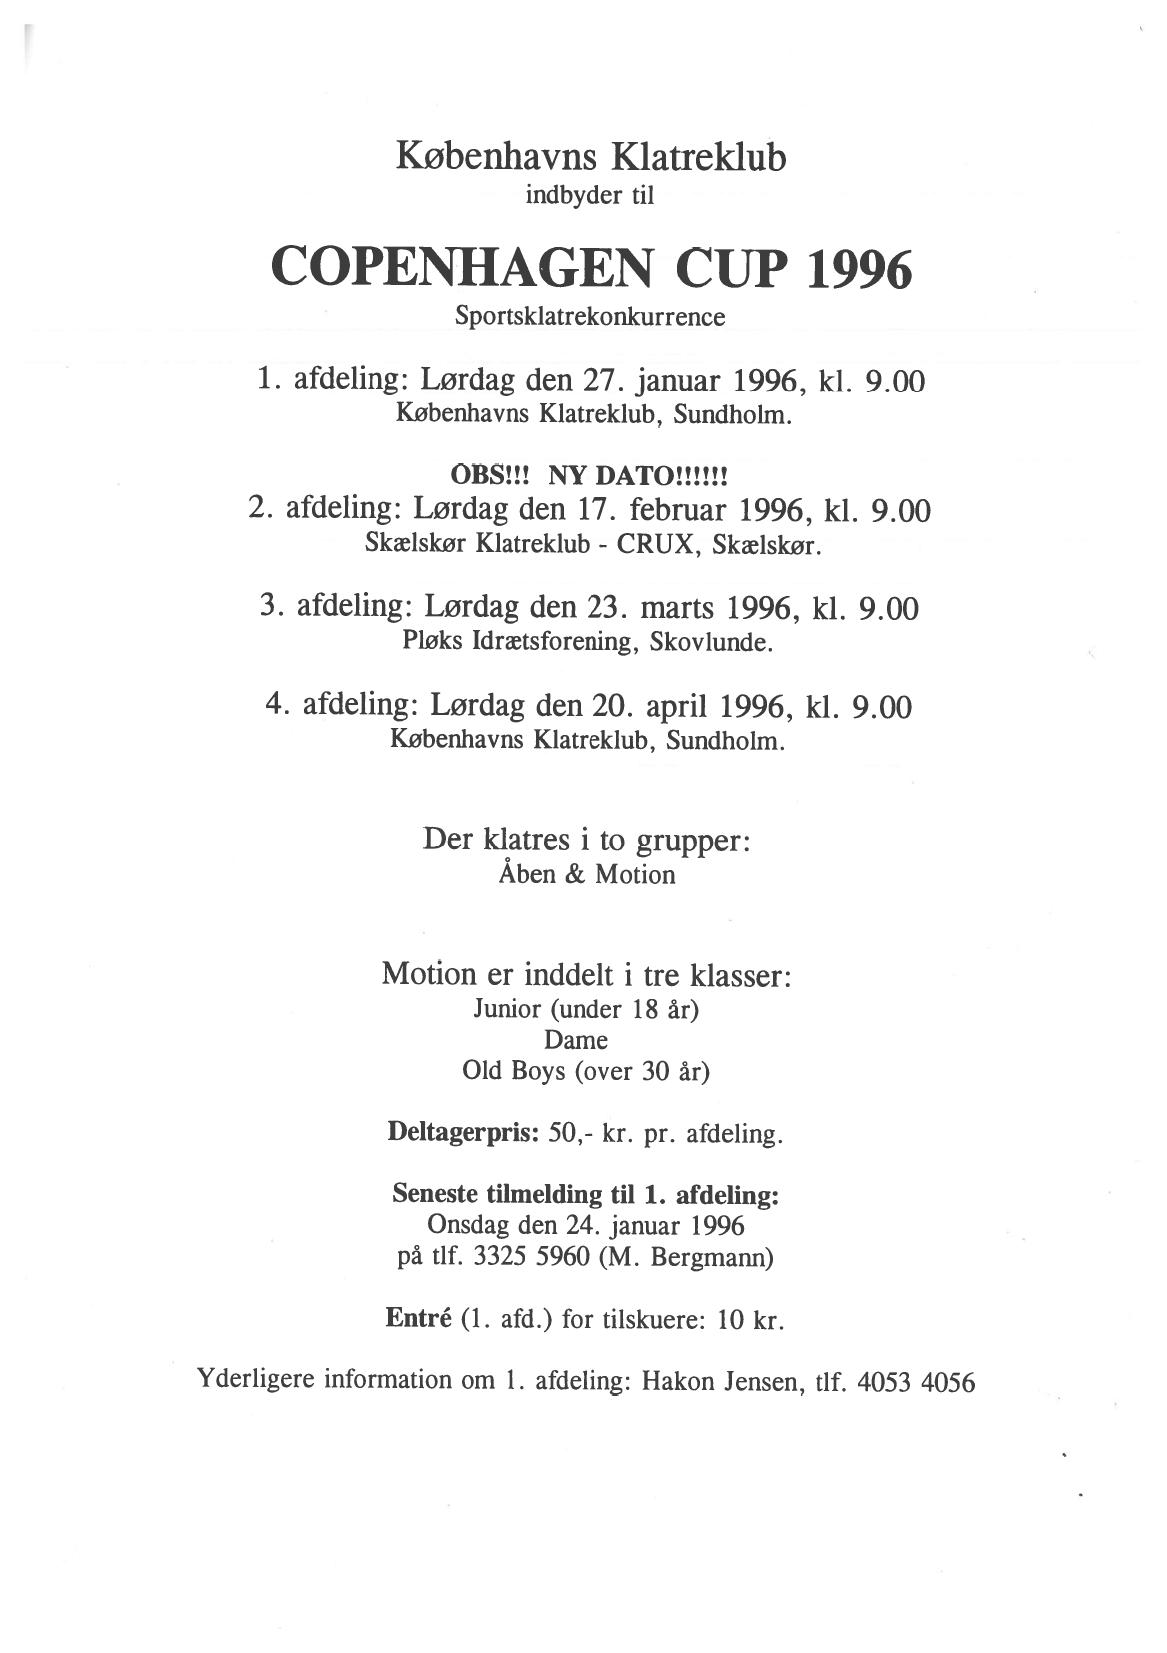 Københavns Klatreklub
indbyder til
COPENHAGEN CUP 1996
Sportsklatrekonkurrence
1. afdeling: Lørdag den 27. januar 1996, kl. 9.00
Københavns Klatreklub, Sundholm.
OBS!!! NY DATO!!!!!!
2. afdeling: Lørdag den 17. februar 1996, kl. 9.00
Skælskør Klatreklub - CRUX, Skælskør.
3. afdeling: Lørdag den 23. marts 1996, kl. 9.00
Pløks Idrætsforening, Skovlunde.
4. afdeling: Lørdag den 20. april 1996, kl. 9.00
Københavns Klatreklub, Sundholm.
Der klatres i to grupper:
Åben & Motion
Motion er inddelt i tre klasser:
Junior (under 18 år)
Dame
Old Boys (over 30 år)
Deltagerpris: 50,- kr. pr. afdeling.
Seneste tilmelding til 1. afdeling:
Onsdag den 24. januar 1996
på tlf. 3325 5960 (M. Bergmann)
Entré (1. afd.) for tilskuere: 10 kr.
Yderligere information om 1. afdeling: Hakon Jensen, tlf. 4053 4056